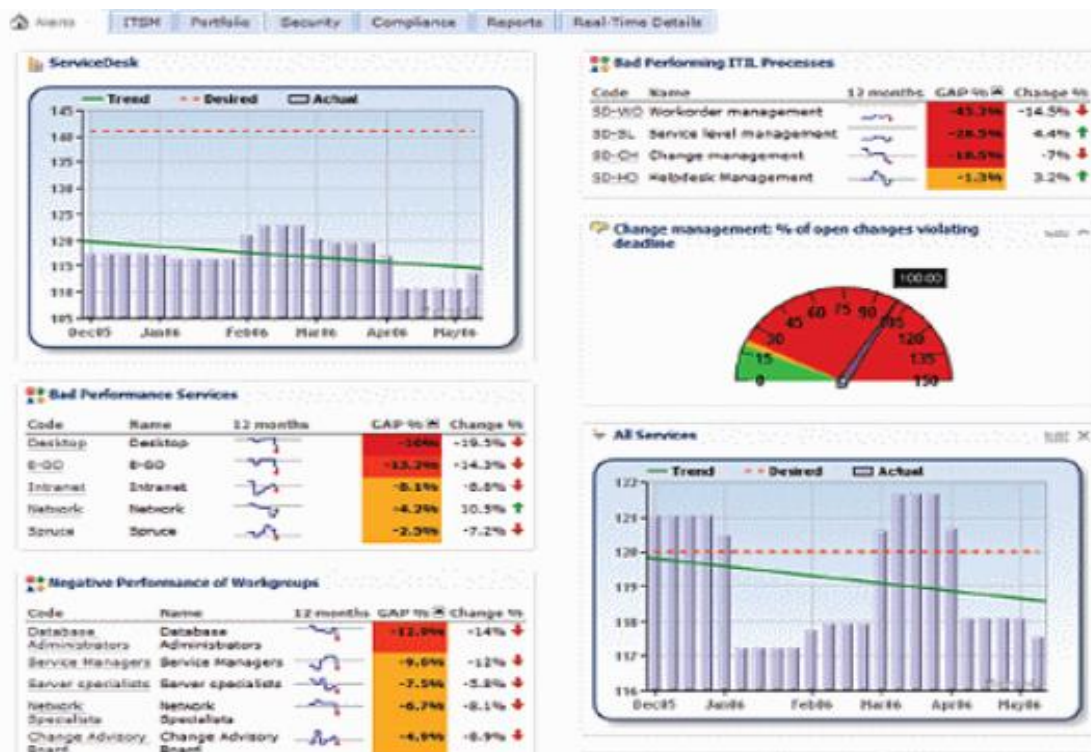 Alerts ITSM Portfolio Security Compliance Reports Real-Time Details
ServiceDesk
Trend Desired Actual
145
140
135
130
125
120
115
110
105
Dec05 Jan06 Feb06 Mar06 Apr06 May06
Bad Performance Services
Code Name 12 months GAP % Change %
Desktop Desktop -19.5%
E-GO E-GO -13.2% -14.3%
Intranet Intranet -8.1% -8.8%
Network Network -4.2% 10.5%
Spruce Spruce -2.5% -7.2%
Negative Performance of Workgroups
Code Name 12 months GAP % Change %
Database Database -12.9% -14%
Administrators Administrators
Service Managers Service Managers -9.8% -12%
Server specialists Server specialists -7.5% -5.8%
Network Network -6.7% -8.1%
Specialists Specialists
Change Advisory Change Advisory -4.9% -8.9%
Board Board
Bad Performing ITIL Processes
Code Name 12 months GAP % Change %
SD-WO Workorder management -14.5%
SD-SL Service level management -28.5% 4.4%
SD-CH Change management -18.5% -7%
SD-HD Helpdesk Management -1.3% 3.2%
Change management: % of open changes violating
deadline
Edit
100.00
0 15 30 45 60 75 90 105 120 135 150
All Services
Edit X
Trend Desired Actual
122
121
120
119
118
117
116
Dec05 Jan06 Feb06 Mar06 Apr06 May06